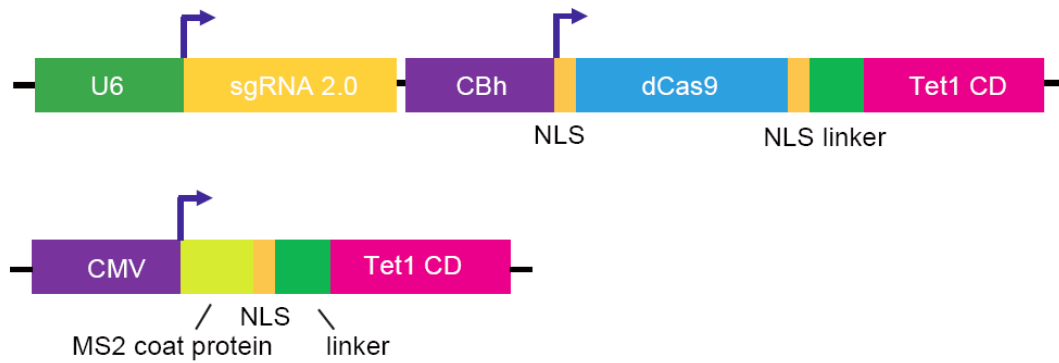 U6 sgRNA 2.0 CBh dCas9 Tet1 CD
NLS NLS linker
CMV Tet1 CD
NLS
MS2 coat protein linker